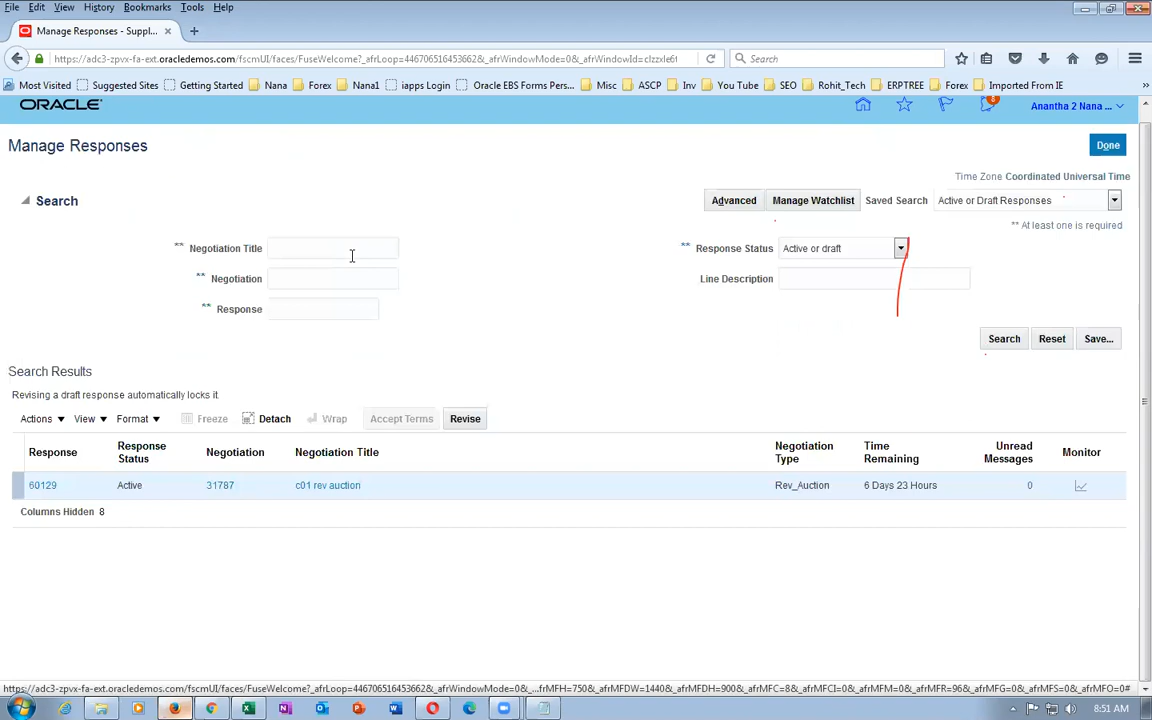 File Edit View History Bookmarks Tools Help
Manage Responses - Suppl... × +
https://adc3-zpvx-fa-ext.oracledemos.com/fscmUI/faces/FuseWelcome?_afrLoop=446706516453662&_afrWindowMode=0&_afrWindowId=clzzxle6t Search
Most Visited Suggested Sites Getting Started Nana Forex Nana1 iapps Login Oracle EBS Forms Pers... Misc ASCP Inv You Tube SEO Rohit_Tech ERPTREE Forex Imported From IE »
ORACLE Anantha 2 Nana ...
Manage Responses Done
Time Zone Coordinated Universal Time
Search Advanced Manage Watchlist Saved Search Active or Draft Responses
** At least one is required
** Negotiation Title ** Response Status Active or draft
** Negotiation Line Description
** Response
Search Reset Save...
Search Results
Revising a draft response automatically locks it.
Actions View Format Freeze Detach Wrap Accept Terms Revise
Response Response Status Negotiation Negotiation Title Negotiation Type Time Remaining Unread Messages Monitor
60129 Active 31787 c01 rev auction Rev_Auction 6 Days 23 Hours 0
Columns Hidden 8
https://adc3-zpvx-fa-ext.oracledemos.com/fscmUI/faces/FuseWelcome?_afrLoop=446706516453662&_afrWindowMode=0&_...frMFH=750&_afrMFDW=1440&_afrMFDH=900&_afrMFC=8&_afrMFCI=0&_afrMFM=0&_afrMFR=96&_afrMFG=0&_afrMFS=0&_afrMFO=0#
8:51 AM